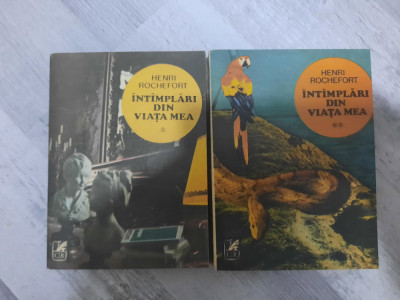 HENRI
ROCHEFORT
ÎNTÎMPLĂRI
DIN
VIAȚA MEA
*
HENRI
ROCHEFORT
ÎNTÎMPLĂRI
DIN
VIAȚA MEA
**